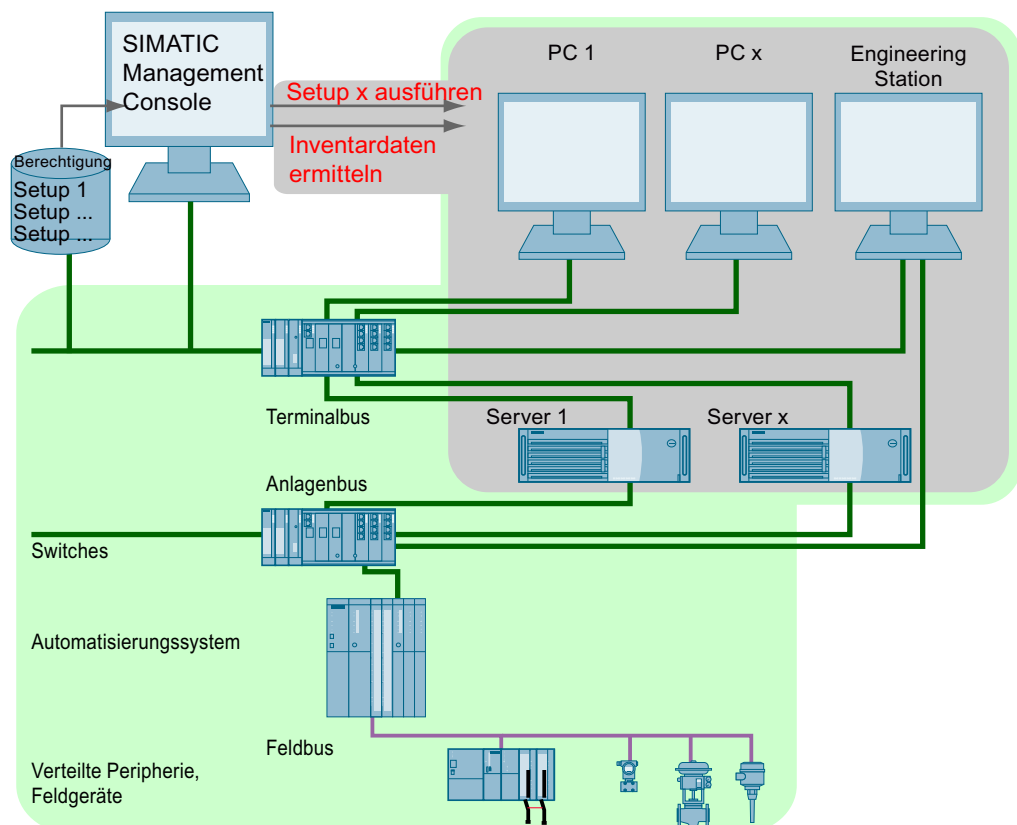 SIMATIC
Management
Console
PC 1
PC x
Engineering
Station
Setup x ausführen
Inventardaten
ermitteln
Berechtigung
Setup 1
Setup ...
Setup ...
Terminalbus
Server 1
Server x
Anlagenbus
Switches
Automatisierungssystem
Feldbus
Verteilte Peripherie,
Feldgeräte